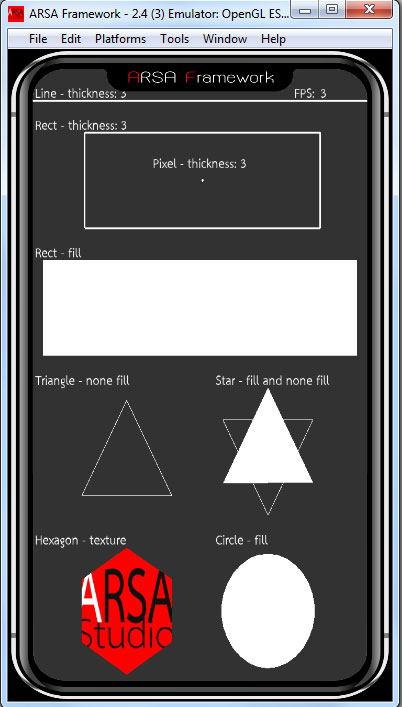 ARSA Framework - 2.4 (3) Emulator: OpenGL ES...
File Edit Platforms Tools Window Help
ARSA Framework
Line - thickness: 3 FPS: 3
Rect - thickness: 3
Pixel - thickness: 3
Rect - fill
Triangle - none fill Star - fill and none fill
Hexagon - texture Circle - fill
ARSA
Studio